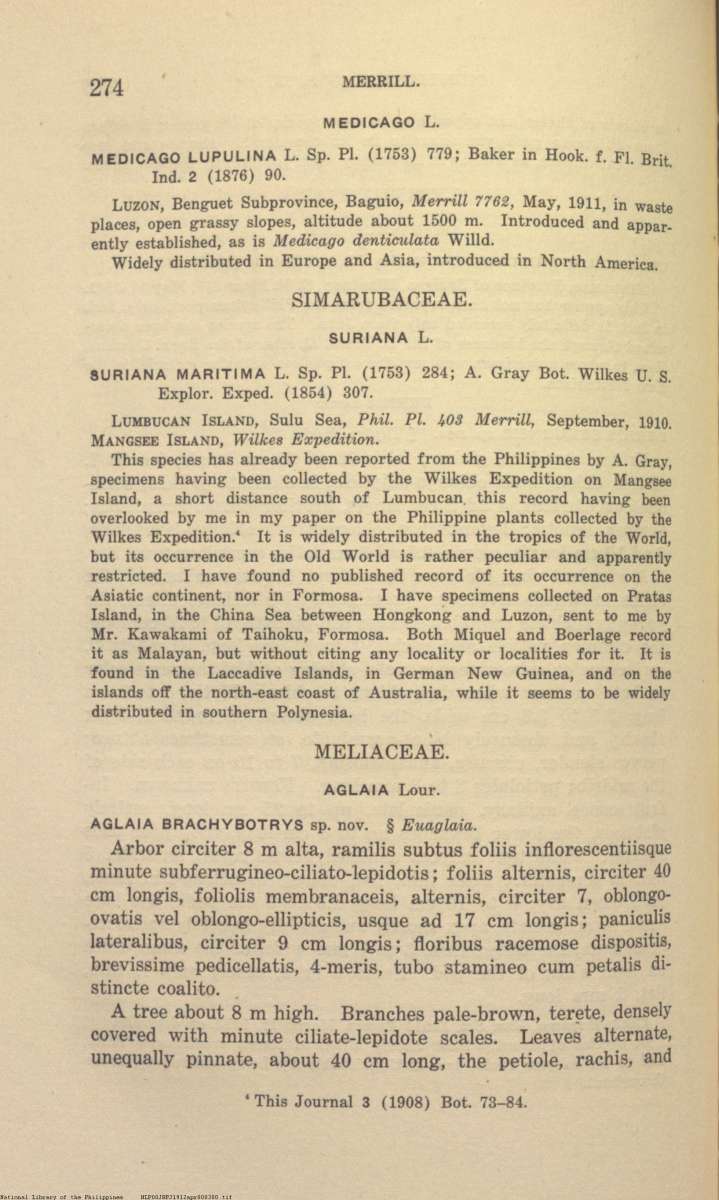 274
MERRILL.
MEDICAGO L.
MEDICAGO LUPULINA L. Sp. Pl. (1753) 779; Baker in Hook. f. Fl. Brit.
Ind. 2 (1876) 90.
LUZON, Benguet Subprovince, Baguio, Merrill 7762, May, 1911, in waste
places, open grassy slopes, altitude about 1500 m. Introduced and appar-
ently established, as is Medicago denticulata Willd.
Widely distributed in Europe and Asia, introduced in North America.
SIMARUBACEAE.
SURIANA L.
SURIANA MARITIMA L. Sp. Pl. (1753) 284; A. Gray Bot. Wilkes U. S.
Explor. Exped. (1854) 307.
LUMBUCAN ISLAND, Sulu Sea, Phil. Pl. 403 Merrill, September, 1910.
MANGSEE ISLAND, Wilkes Expedition.
This species has already been reported from the Philippines by A. Gray,
specimens having been collected by the Wilkes Expedition on Mangsee
Island, a short distance south of Lumbucan, this record having been
overlooked by me in my paper on the Philippine plants collected by the
Wilkes Expedition.⁴ It is widely distributed in the tropics of the World,
but its occurrence in the Old World is rather peculiar and apparently
restricted. I have found no published record of its occurrence on the
Asiatic continent, nor in Formosa. I have specimens collected on Pratas
Island, in the China Sea between Hongkong and Luzon, sent to me by
Mr. Kawakami of Taihoku, Formosa. Both Miquel and Boerlage record
it as Malayan, but without citing any locality or localities for it. It is
found in the Laccadive Islands, in German New Guinea, and on the
islands off the north-east coast of Australia, while it seems to be widely
distributed in southern Polynesia.
MELIACEAE.
AGLAIA Lour.
AGLAIA BRACHYBOTRYS sp. nov. § Euaglaia.
Arbor circiter 8 m alta, ramilis subtus foliis inflorescentiisque
minute subferrugineo-ciliato-lepidotis; foliis alternis, circiter 40
cm longis, foliolis membranaceis, alternis, circiter 7, oblongo-
ovatis vel oblongo-ellipticis, usque ad 17 cm longis; paniculis
lateralibus, circiter 9 cm longis; floribus racemose dispositis,
brevissime pedicellatis, 4-meris, tubo stamineo cum petalis di-
stincte coalito.
A tree about 8 m high. Branches pale-brown, terete, densely
covered with minute ciliate-lepidote scales. Leaves alternate,
unequally pinnate, about 40 cm long, the petiole, rachis, and
⁴ This Journal 3 (1908) Bot. 73–84.
National Library of the Philippines NLP00JRPJ1912apr000300.tif